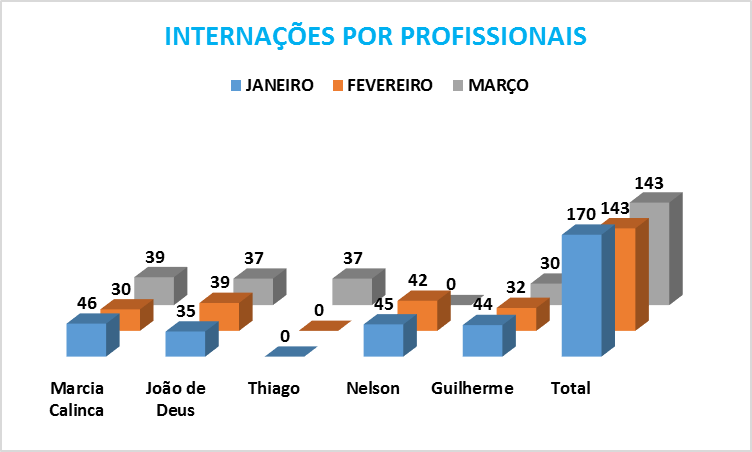 INTERNAÇÕES POR PROFISSIONAIS
JANEIRO FEVEREIRO MARÇO
46 30 39
35 39 37
0 0 37
45 42 0
44 32 30
170 143 143
Marcia Calinca
João de Deus
Thiago
Nelson
Guilherme
Total